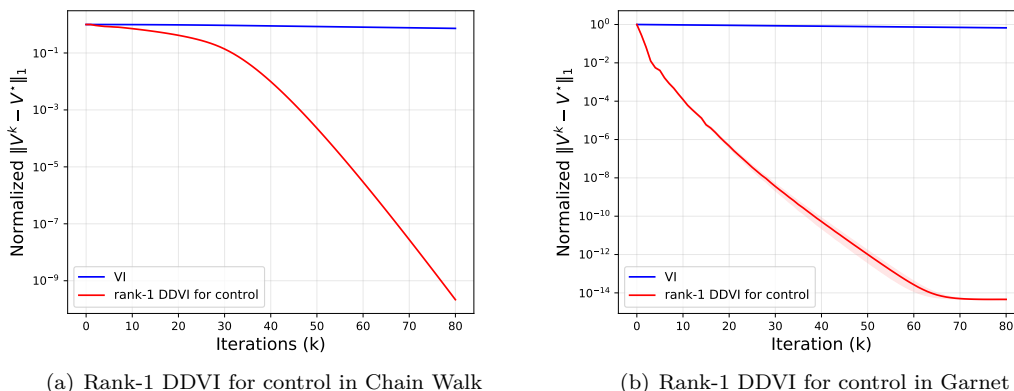 Normalized ‖V^k − V^*‖_1
10^{-1}
10^{-3}
10^{-5}
10^{-7}
10^{-9}
VI
rank-1 DDVI for control
0 10 20 30 40 50 60 70 80
Iterations (k)
(a) Rank-1 DDVI for control in Chain Walk
Normalized ‖V^k − V^*‖_1
10^0
10^{-2}
10^{-4}
10^{-6}
10^{-8}
10^{-10}
10^{-12}
10^{-14}
VI
rank-1 DDVI for control
0 10 20 30 40 50 60 70 80
Iteration (k)
(b) Rank-1 DDVI for control in Garnet